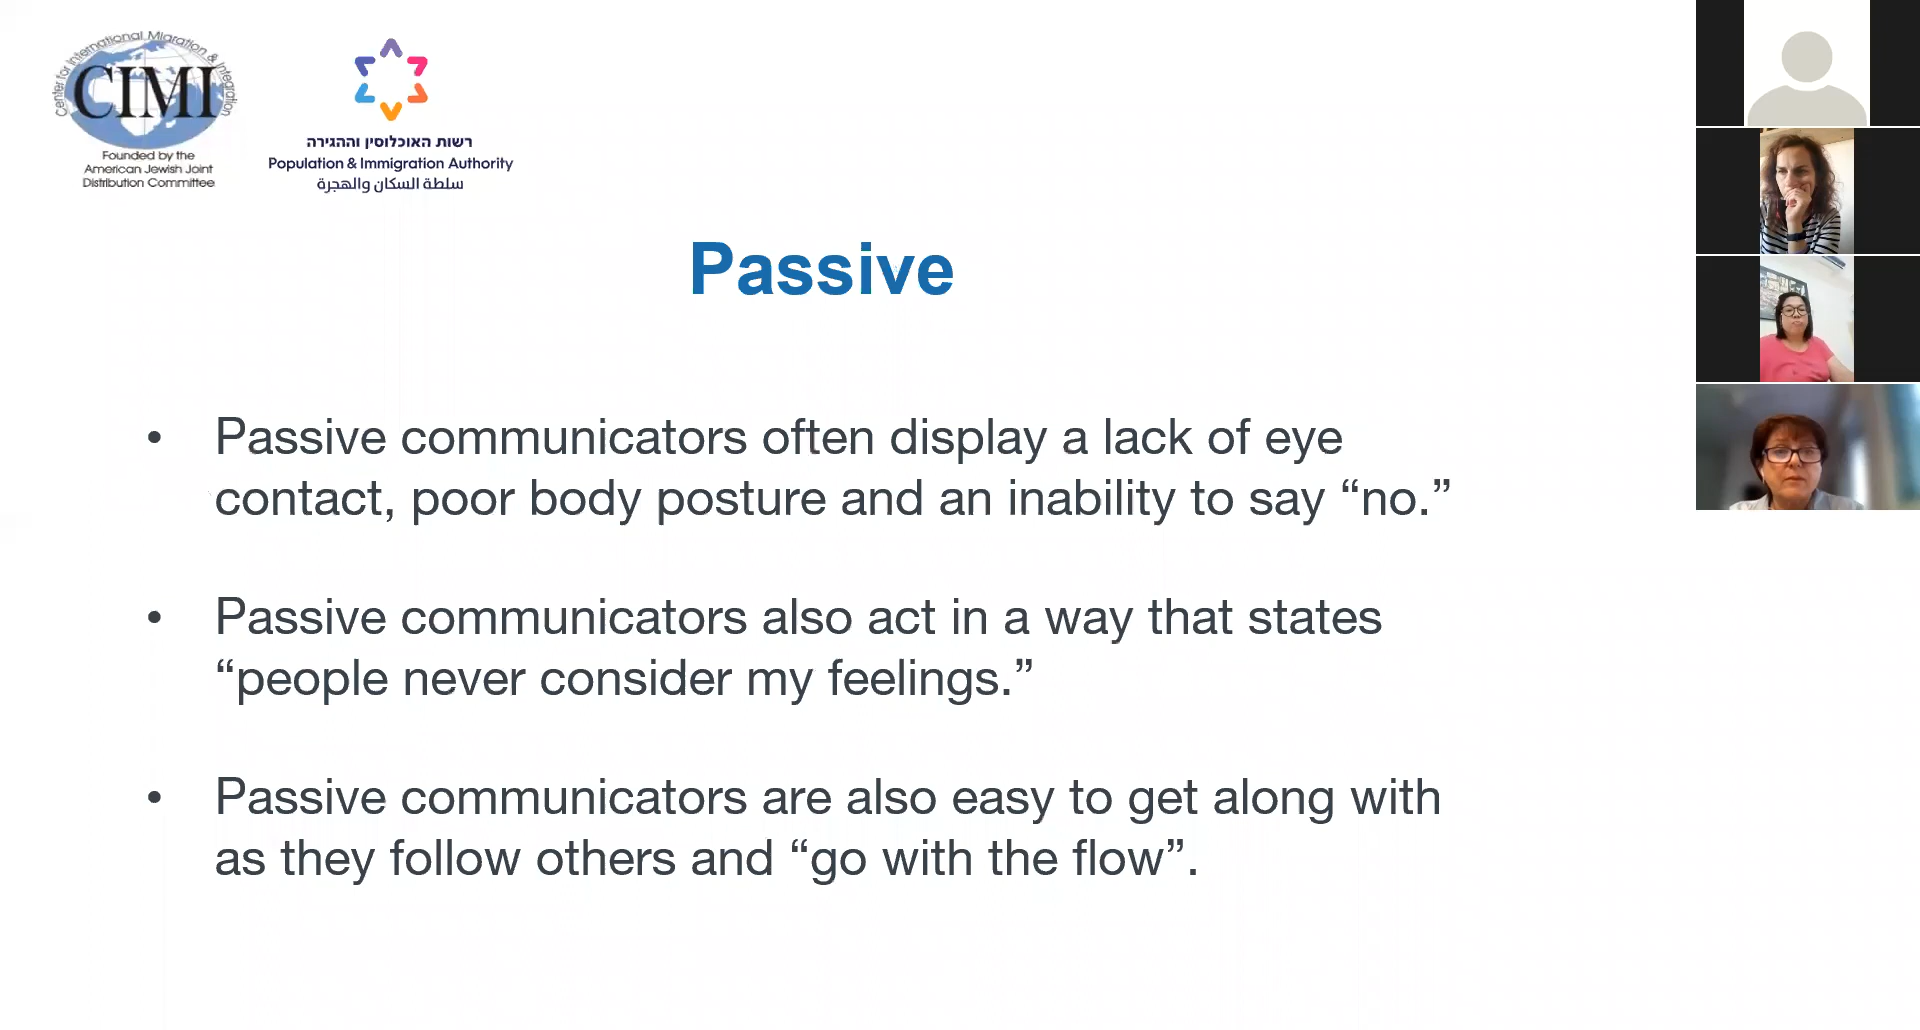 Center for International Migration & Integration
CIMI
Founded by the
American Jewish Joint
Distribution Committee
רשות האוכלוסין וההגירה
Population & Immigration Authority
سلطة السكان والهجرة
Passive
• Passive communicators often display a lack of eye
contact, poor body posture and an inability to say “no.”
• Passive communicators also act in a way that states
“people never consider my feelings.”
• Passive communicators are also easy to get along with
as they follow others and “go with the flow”.